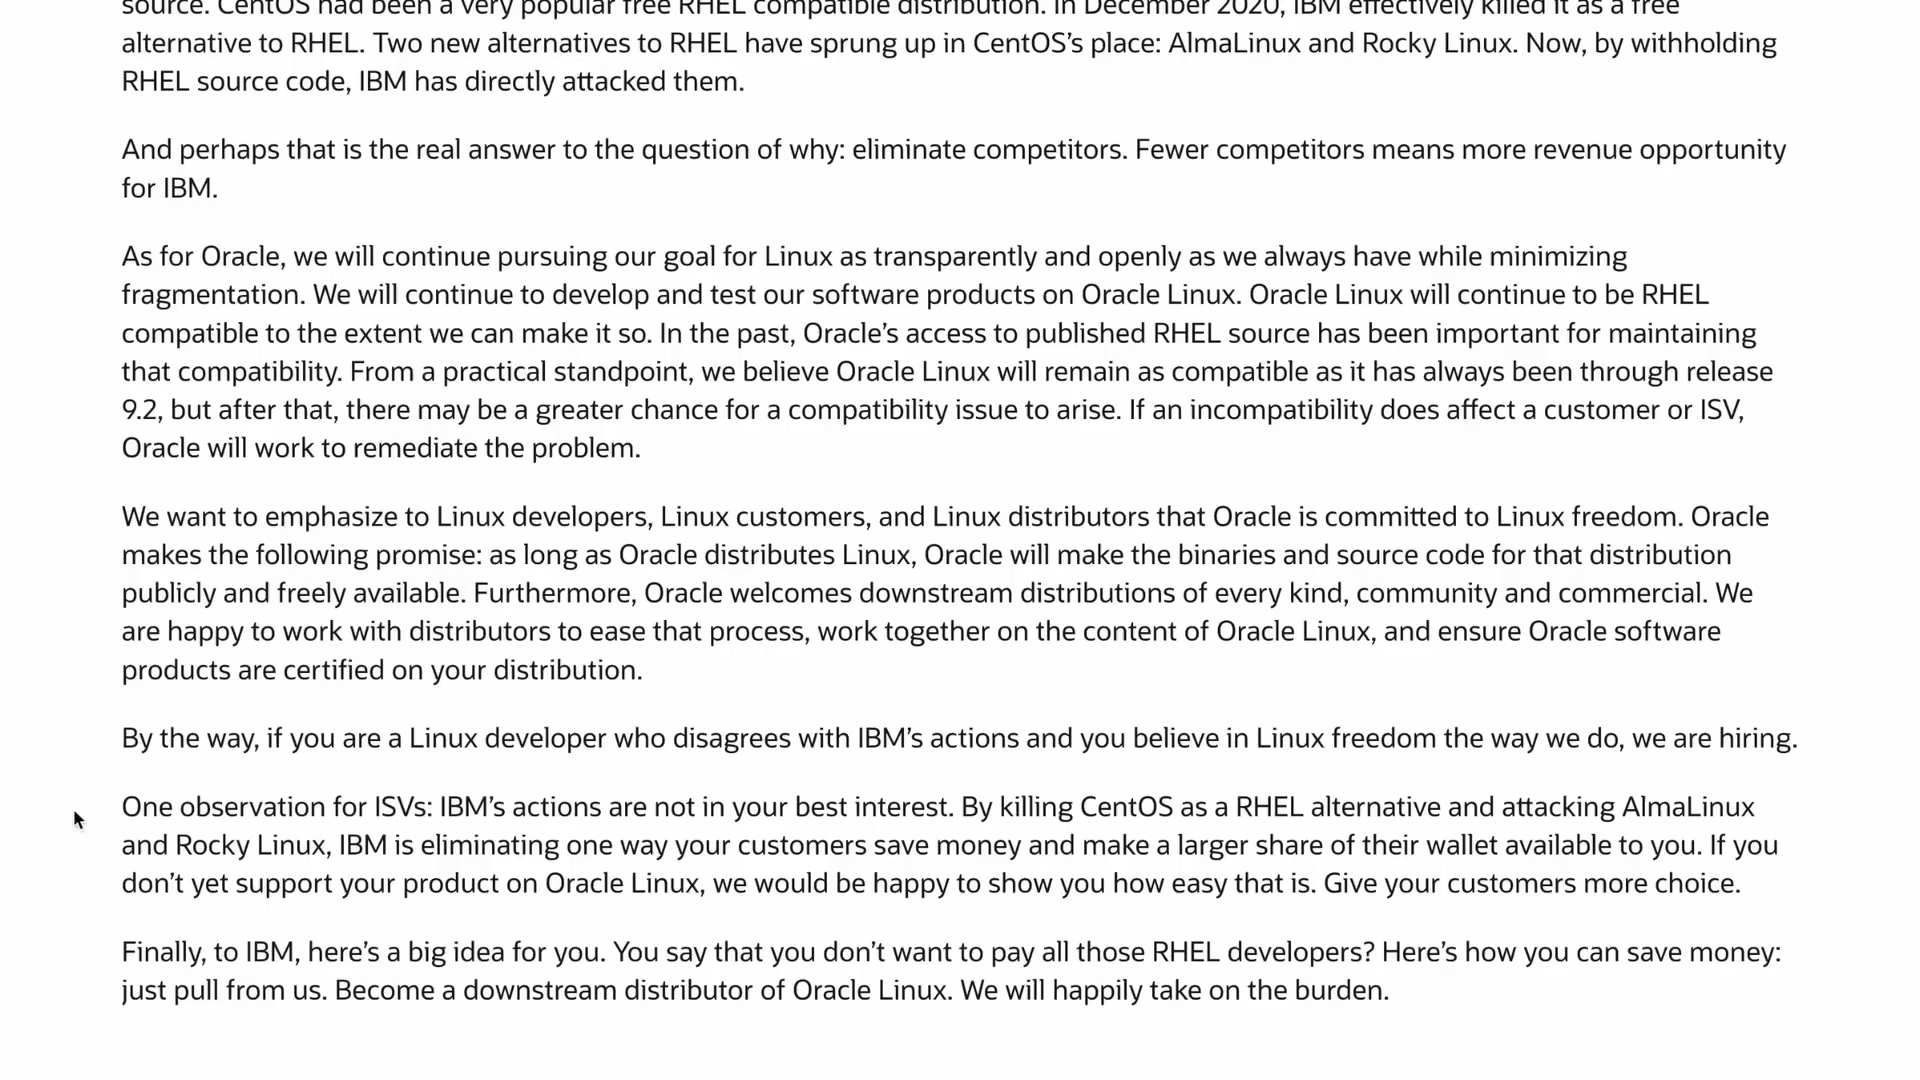 source. CentOS had been a very popular free RHEL compatible distribution. In December 2020, IBM effectively killed it as a free
alternative to RHEL. Two new alternatives to RHEL have sprung up in CentOS’s place: AlmaLinux and Rocky Linux. Now, by withholding
RHEL source code, IBM has directly attacked them.
And perhaps that is the real answer to the question of why: eliminate competitors. Fewer competitors means more revenue opportunity
for IBM.
As for Oracle, we will continue pursuing our goal for Linux as transparently and openly as we always have while minimizing
fragmentation. We will continue to develop and test our software products on Oracle Linux. Oracle Linux will continue to be RHEL
compatible to the extent we can make it so. In the past, Oracle’s access to published RHEL source has been important for maintaining
that compatibility. From a practical standpoint, we believe Oracle Linux will remain as compatible as it has always been through release
9.2, but after that, there may be a greater chance for a compatibility issue to arise. If an incompatibility does affect a customer or ISV,
Oracle will work to remediate the problem.
We want to emphasize to Linux developers, Linux customers, and Linux distributors that Oracle is committed to Linux freedom. Oracle
makes the following promise: as long as Oracle distributes Linux, Oracle will make the binaries and source code for that distribution
publicly and freely available. Furthermore, Oracle welcomes downstream distributions of every kind, community and commercial. We
are happy to work with distributors to ease that process, work together on the content of Oracle Linux, and ensure Oracle software
products are certified on your distribution.
By the way, if you are a Linux developer who disagrees with IBM’s actions and you believe in Linux freedom the way we do, we are hiring.
One observation for ISVs: IBM’s actions are not in your best interest. By killing CentOS as a RHEL alternative and attacking AlmaLinux
and Rocky Linux, IBM is eliminating one way your customers save money and make a larger share of their wallet available to you. If you
don’t yet support your product on Oracle Linux, we would be happy to show you how easy that is. Give your customers more choice.
Finally, to IBM, here’s a big idea for you. You say that you don’t want to pay all those RHEL developers? Here’s how you can save money:
just pull from us. Become a downstream distributor of Oracle Linux. We will happily take on the burden.